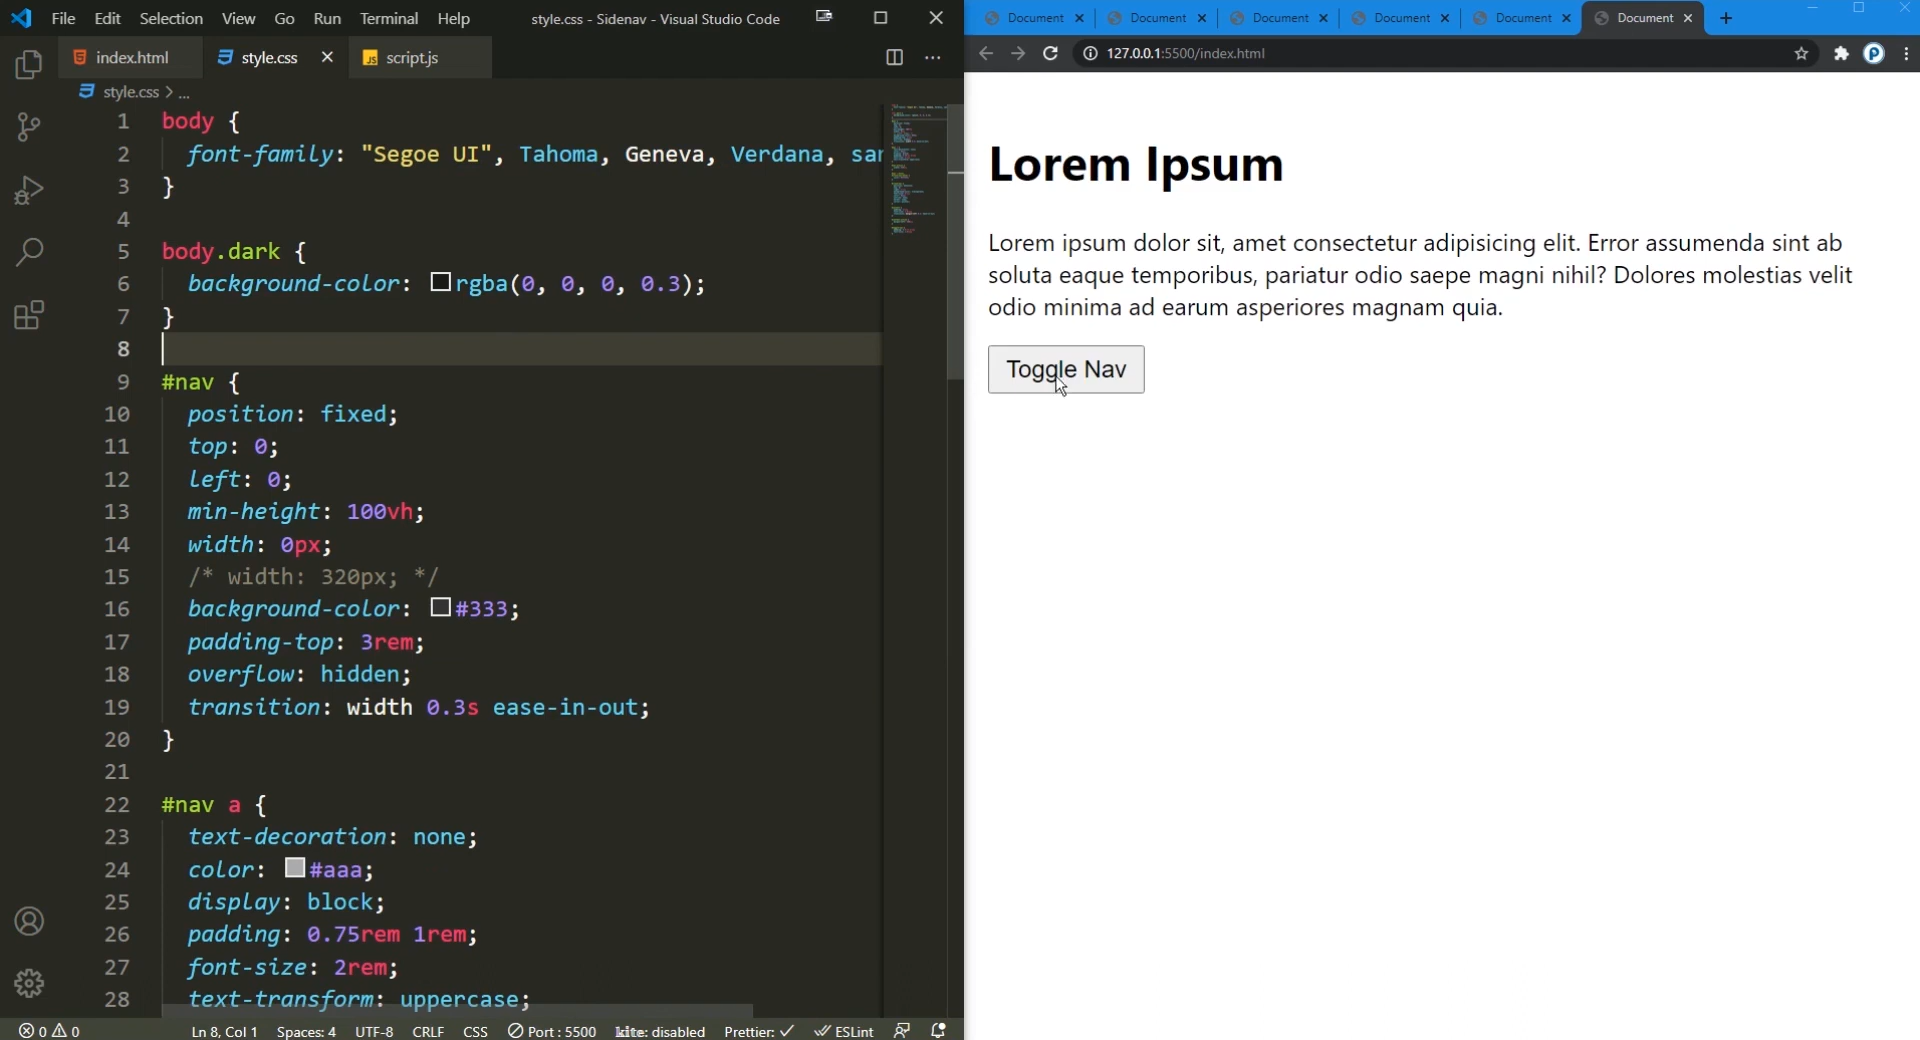 File Edit Selection View Go Run Terminal Help style.css - Sidenav - Visual Studio Code
index.html style.css script.js
style.css > ...
1 body {
2 font-family: "Segoe UI", Tahoma, Geneva, Verdana, san
3 }
4
5 body.dark {
6 background-color: rgba(0, 0, 0, 0.3);
7 }
8
9 #nav {
10 position: fixed;
11 top: 0;
12 left: 0;
13 min-height: 100vh;
14 width: 0px;
15 /* width: 320px; */
16 background-color: #333;
17 padding-top: 3rem;
18 overflow: hidden;
19 transition: width 0.3s ease-in-out;
20 }
21
22 #nav a {
23 text-decoration: none;
24 color: #aaa;
25 display: block;
26 padding: 0.75rem 1rem;
27 font-size: 2rem;
28 text-transform: uppercase;
0 0 Ln 8, Col 1 Spaces: 4 UTF-8 CRLF CSS Port : 5500 kite: disabled Prettier: ESLint
Document Document Document Document Document Document
127.0.0.1:5500/index.html
Lorem Ipsum
Lorem ipsum dolor sit, amet consectetur adipisicing elit. Error assumenda sint ab
soluta eaque temporibus, pariatur odio saepe magni nihil? Dolores molestias velit
odio minima ad earum asperiores magnam quia.
Toggle Nav